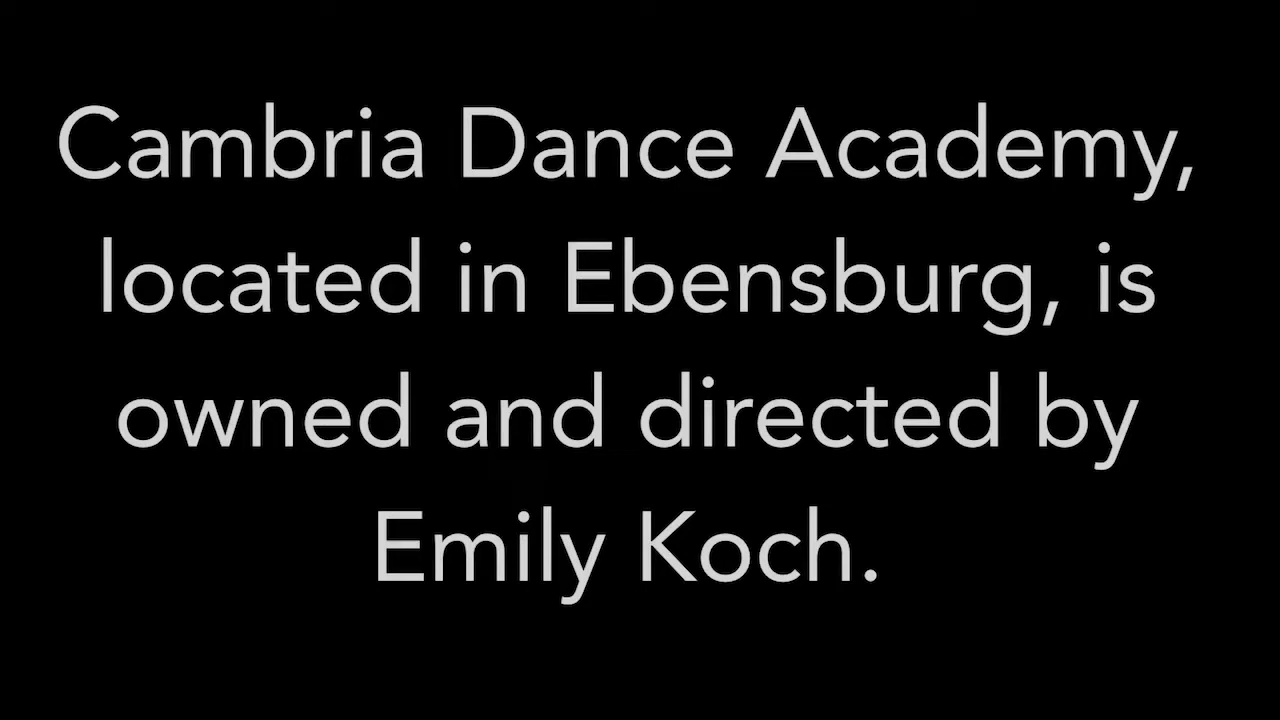 Cambria Dance Academy,
located in Ebensburg, is
owned and directed by
Emily Koch.